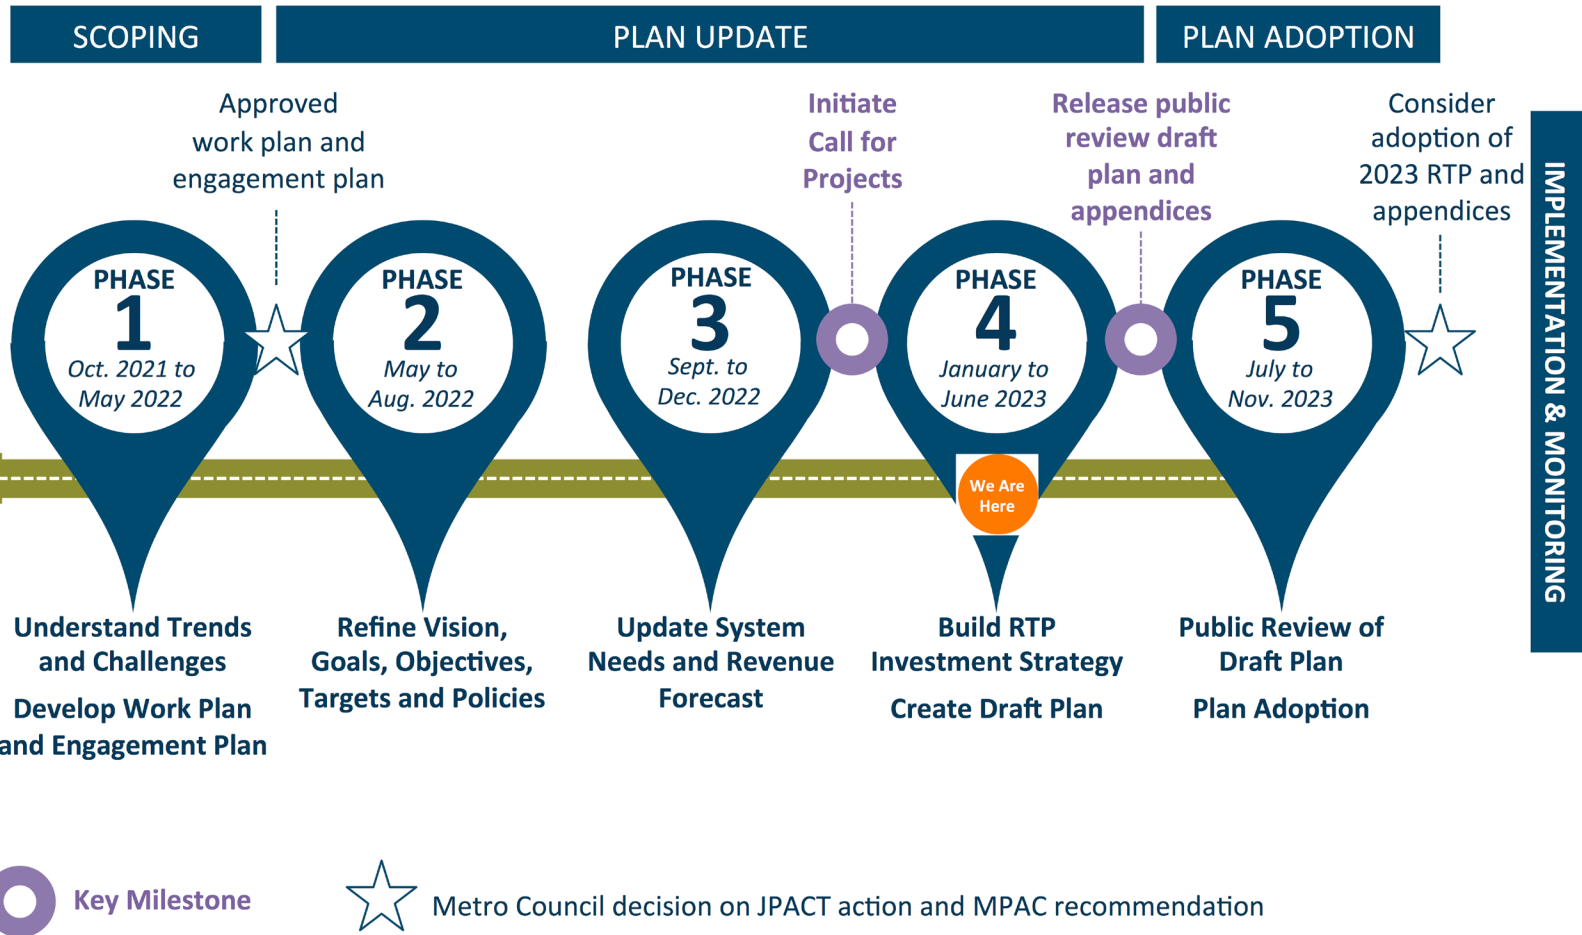 SCOPING
PLAN UPDATE
PLAN ADOPTION
Approved
work plan and
engagement plan
Initiate
Call for
Projects
Release public
review draft
plan and
appendices
Consider
adoption of
2023 RTP and
appendices
PHASE
1
Oct. 2021 to
May 2022
PHASE
2
May to
Aug. 2022
PHASE
3
Sept. to
Dec. 2022
PHASE
4
January to
June 2023
PHASE
5
July to
Nov. 2023
IMPLEMENTATION & MONITORING
We Are
Here
Understand Trends
and Challenges
Develop Work Plan
and Engagement Plan
Refine Vision,
Goals, Objectives,
Targets and Policies
Update System
Needs and Revenue
Forecast
Build RTP
Investment Strategy
Create Draft Plan
Public Review of
Draft Plan
Plan Adoption
Key Milestone
Metro Council decision on JPACT action and MPAC recommendation